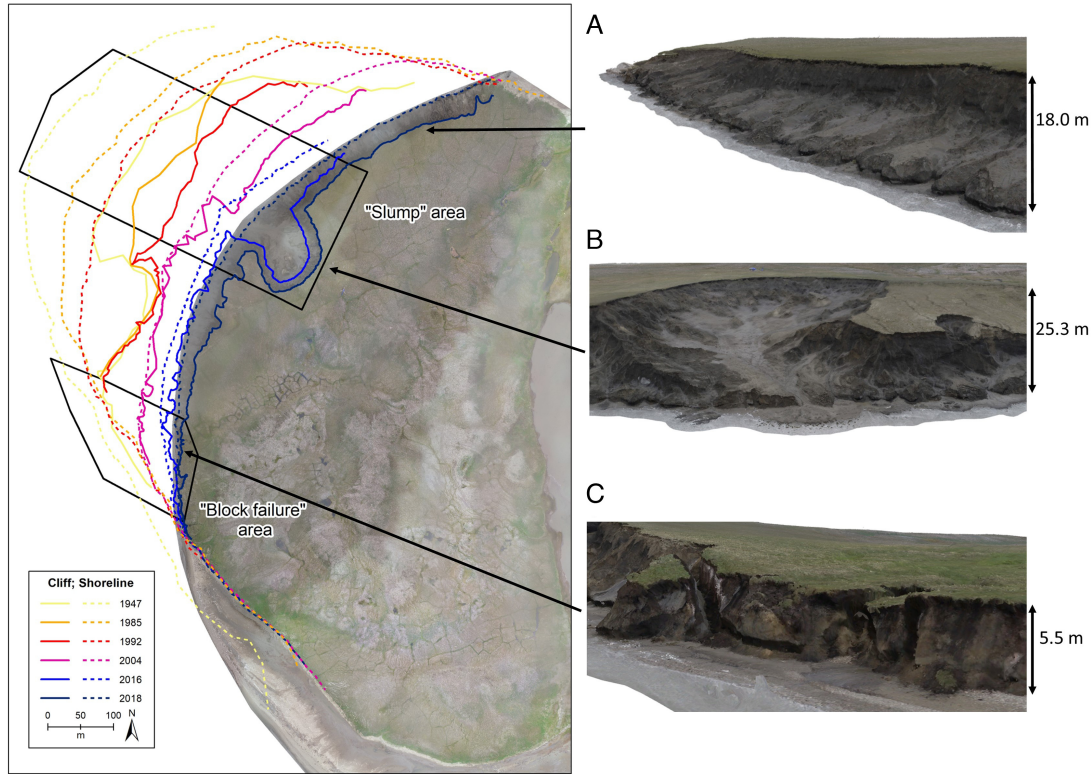 "Slump" area
"Block failure"
area
Cliff; Shoreline
1947
1985
1992
2004
2016
2018
0 50 100
m
N
A
18.0 m
B
25.3 m
C
5.5 m